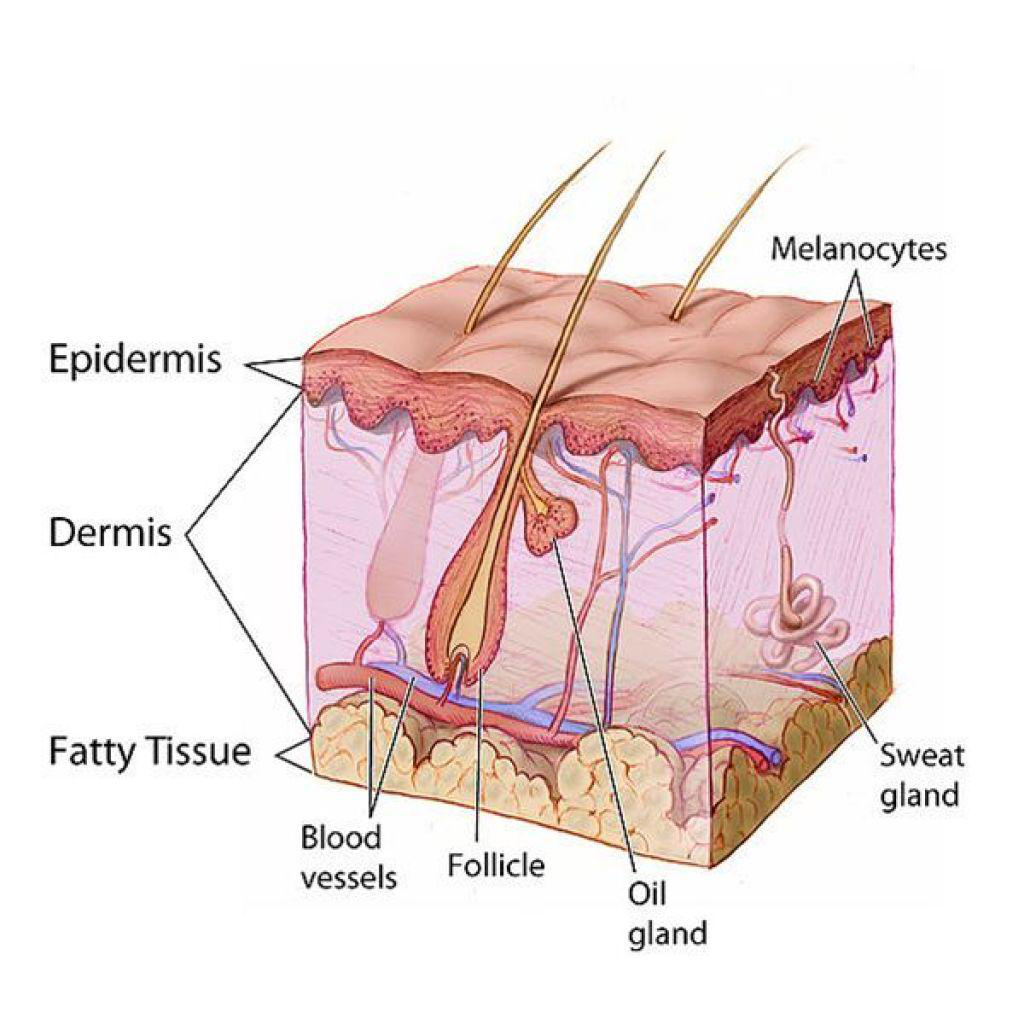 Melanocytes
Epidermis
Dermis
Fatty Tissue
Blood
vessels
Follicle
Oil
gland
Sweat
gland